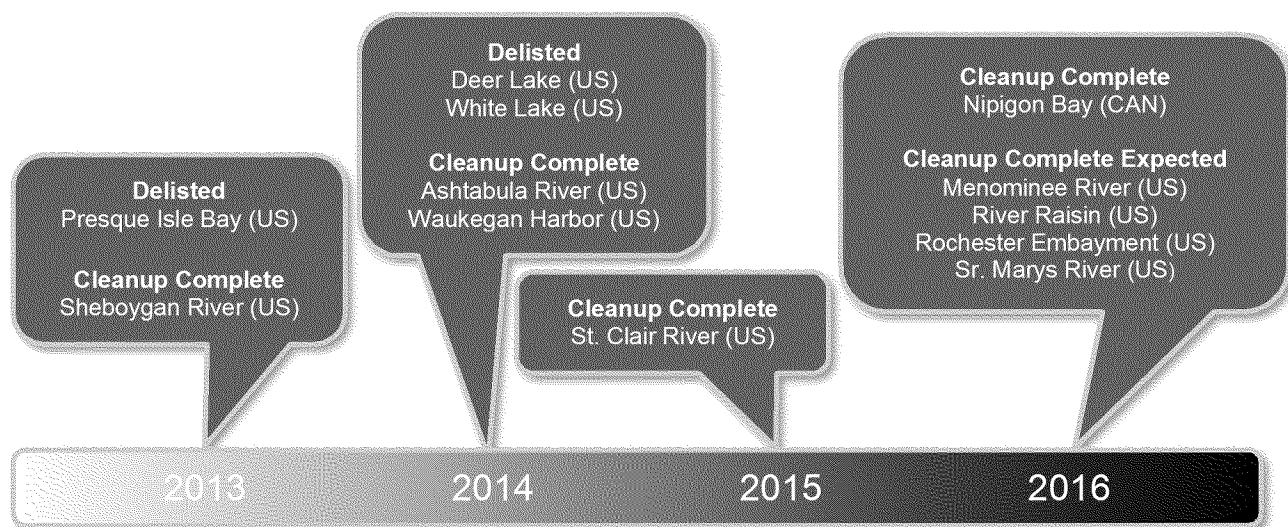 Delisted
Presque Isle Bay (US)
Cleanup Complete
Sheboygan River (US)
Delisted
Deer Lake (US)
White Lake (US)
Cleanup Complete
Ashtabula River (US)
Waukegan Harbor (US)
Cleanup Complete
St. Clair River (US)
Cleanup Complete
Nipigon Bay (CAN)
Cleanup Complete Expected
Menominee River (US)
River Raisin (US)
Rochester Embayment (US)
Sr. Marys River (US)
2013 2014 2015 2016